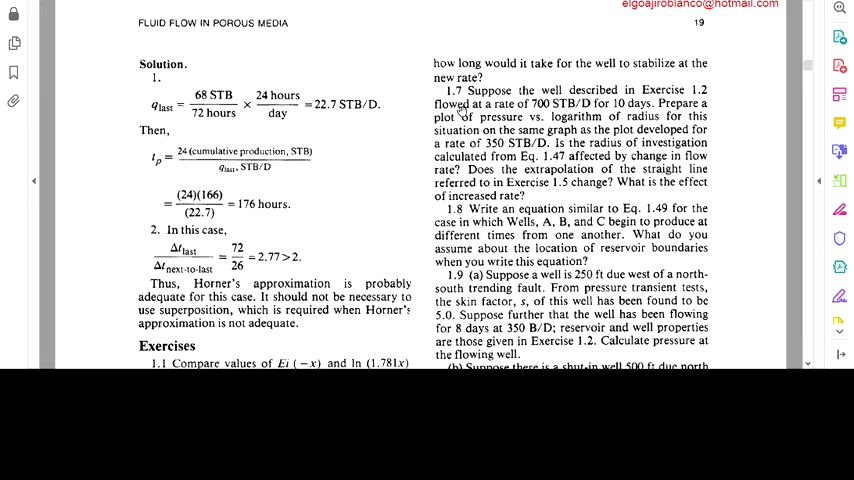 elgoajiroblanco@hotmail.com
FLUID FLOW IN POROUS MEDIA
19
Solution.
1.
q_last = 68 STB / 72 hours × 24 hours / day = 22.7 STB/D.
Then,
t_p = 24 (cumulative production, STB) / q_last, STB/D
= (24)(166) / (22.7) = 176 hours.
2. In this case,
Δt_last / Δt_next-to-last = 72 / 26 = 2.77 > 2.
Thus, Horner's approximation is probably
adequate for this case. It should not be necessary to
use superposition, which is required when Horner's
approximation is not adequate.
Exercises
1.1 Compare values of Ei (−x) and ln (1.781x)
how long would it take for the well to stabilize at the
new rate?
1.7 Suppose the well described in Exercise 1.2
flowed at a rate of 700 STB/D for 10 days. Prepare a
plot of pressure vs. logarithm of radius for this
situation on the same graph as the plot developed for
a rate of 350 STB/D. Is the radius of investigation
calculated from Eq. 1.47 affected by change in flow
rate? Does the extrapolation of the straight line
referred to in Exercise 1.5 change? What is the effect
of increased rate?
1.8 Write an equation similar to Eq. 1.49 for the
case in which Wells, A, B, and C begin to produce at
different times from one another. What do you
assume about the location of reservoir boundaries
when you write this equation?
1.9 (a) Suppose a well is 250 ft due west of a north-
south trending fault. From pressure transient tests,
the skin factor, s, of this well has been found to be
5.0. Suppose further that the well has been flowing
for 8 days at 350 B/D; reservoir and well properties
are those given in Exercise 1.2. Calculate pressure at
the flowing well.
(b) Suppose there is a shut-in well 500 ft due north